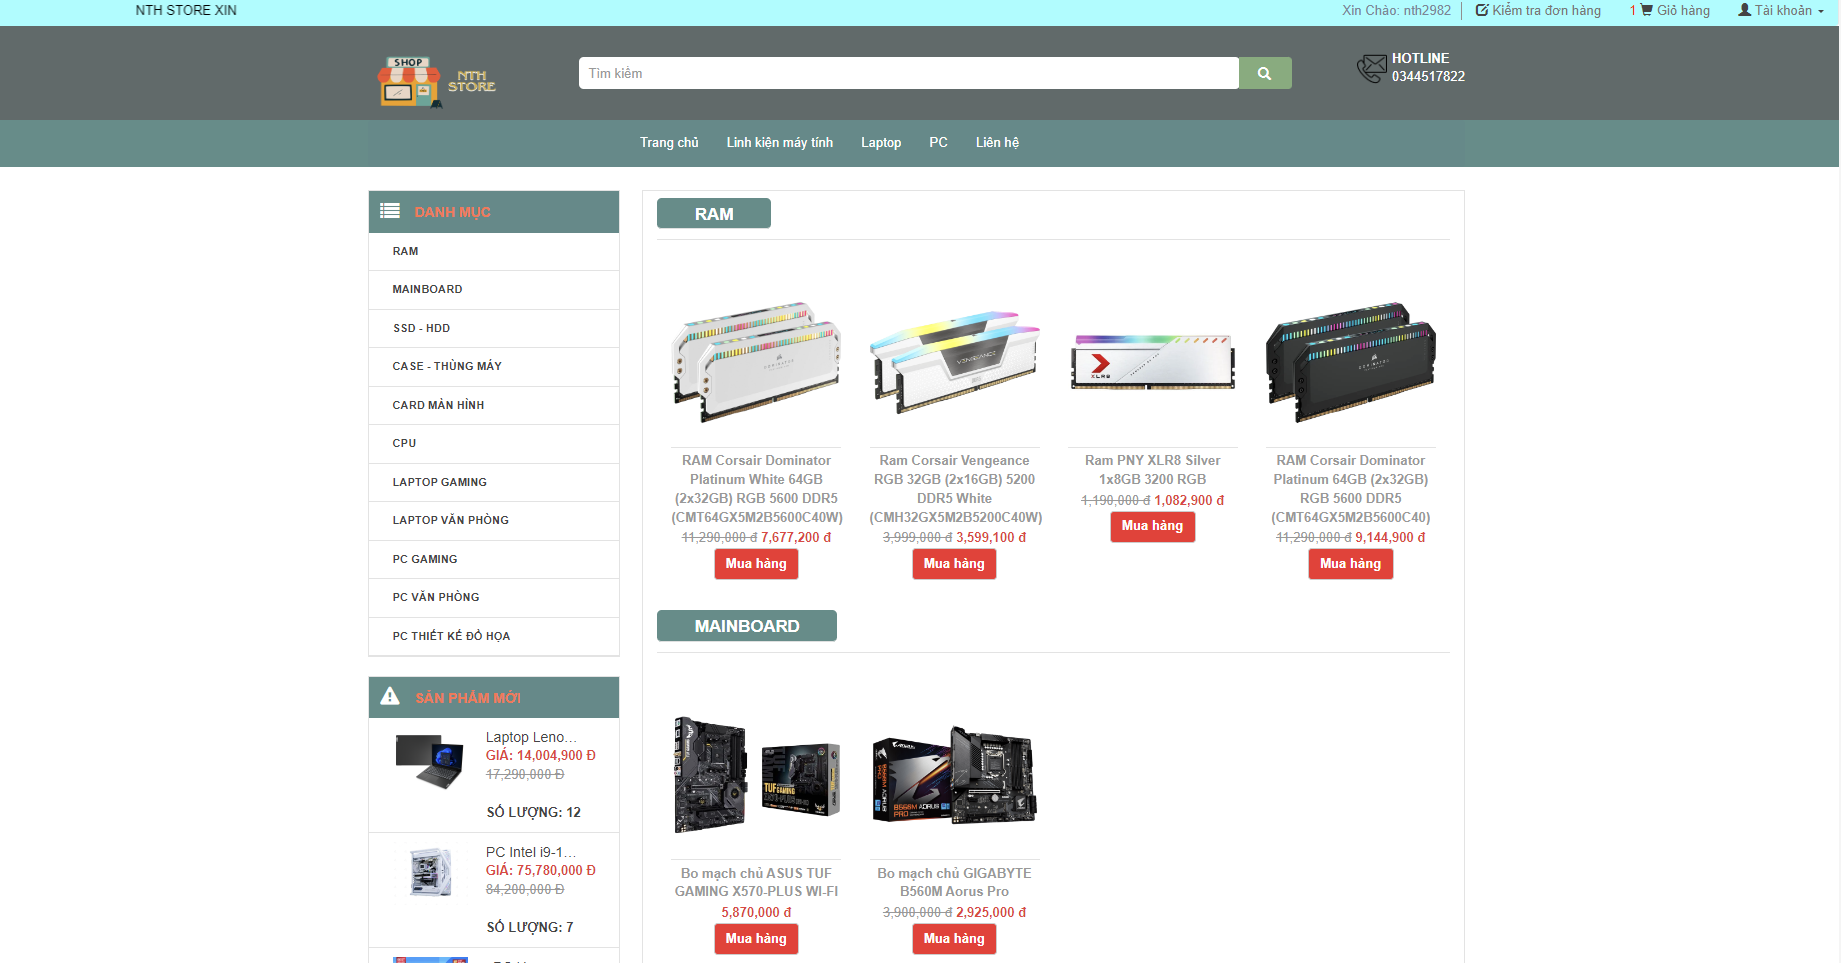 NTH STORE XIN
Xin Chào: nth2982
Kiểm tra đơn hàng
1 Giỏ hàng
Tài khoản
SHOP
NTH
STORE
Tìm kiếm
HOTLINE
0344517822
Trang chủ
Linh kiện máy tính
Laptop
PC
Liên hệ
DANH MỤC
RAM
MAINBOARD
SSD - HDD
CASE - THÙNG MÁY
CARD MÀN HÌNH
CPU
LAPTOP GAMING
LAPTOP VĂN PHÒNG
PC GAMING
PC VĂN PHÒNG
PC THIẾT KẾ ĐỒ HỌA
SẢN PHẨM MỚI
Laptop Leno...
GIÁ: 14,004,900 Đ
17,290,000 Đ
SỐ LƯỢNG: 12
PC Intel i9-1...
GIÁ: 75,780,000 Đ
84,200,000 Đ
SỐ LƯỢNG: 7
RAM
RAM Corsair Dominator
Platinum White 64GB
(2x32GB) RGB 5600 DDR5
(CMT64GX5M2B5600C40W)
11,290,000 đ 7,677,200 đ
Mua hàng
VENGEANCE
Ram Corsair Vengeance
RGB 32GB (2x16GB) 5200
DDR5 White
(CMH32GX5M2B5200C40W)
3,999,000 đ 3,599,100 đ
Mua hàng
XLR8
Ram PNY XLR8 Silver
1x8GB 3200 RGB
1,190,000 đ 1,082,900 đ
Mua hàng
RAM Corsair Dominator
Platinum 64GB (2x32GB)
RGB 5600 DDR5
(CMT64GX5M2B5600C40)
11,290,000 đ 9,144,900 đ
Mua hàng
MAINBOARD
TUF
GAMING
Bo mạch chủ ASUS TUF
GAMING X570-PLUS WI-FI
5,870,000 đ
Mua hàng
B560M AORUS
PRO
Bo mạch chủ GIGABYTE
B560M Aorus Pro
3,900,000 đ 2,925,000 đ
Mua hàng